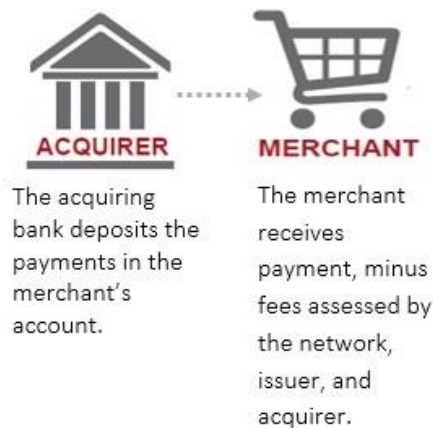 ACQUIRER
The acquiring
bank deposits the
payments in the
merchant's
account.
MERCHANT
The merchant
receives
payment, minus
fees assessed by
the network,
issuer, and
acquirer.